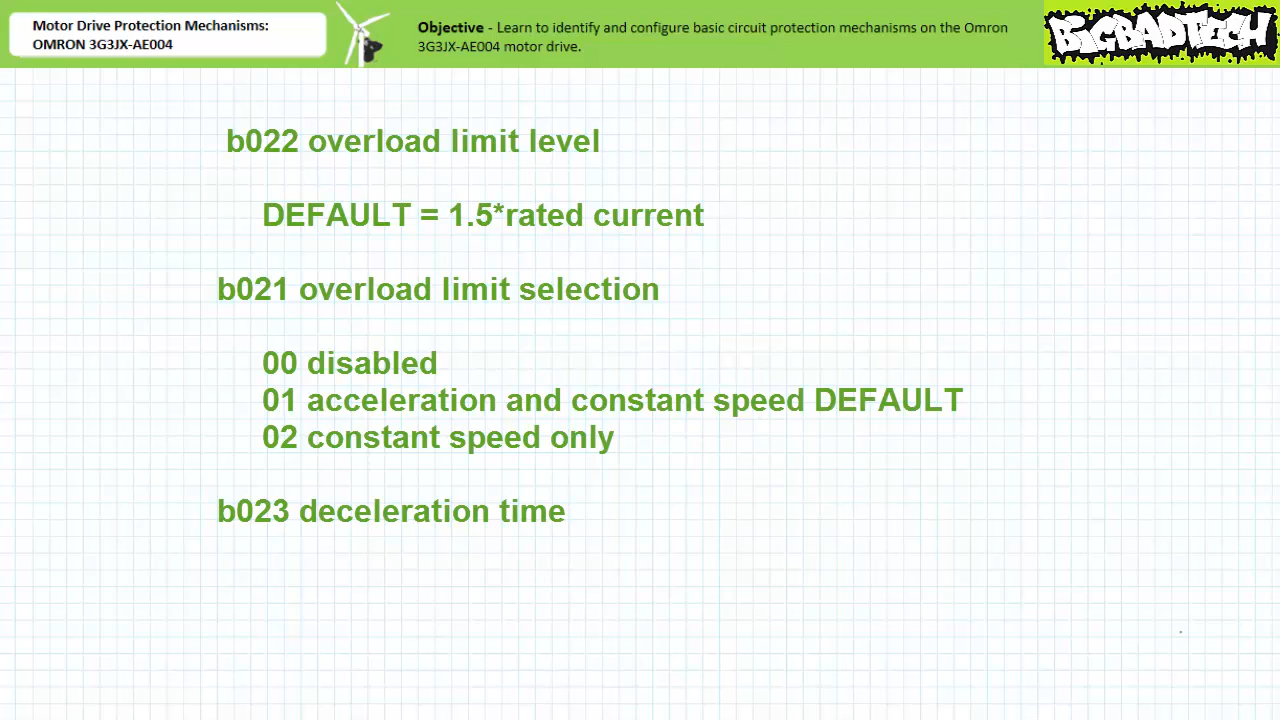 Motor Drive Protection Mechanisms:
OMRON 3G3JX-AE004
Objective - Learn to identify and configure basic circuit protection mechanisms on the Omron
3G3JX-AE004 motor drive.
BIGBADTECH
b022 overload limit level
DEFAULT = 1.5*rated current
b021 overload limit selection
00 disabled
01 acceleration and constant speed DEFAULT
02 constant speed only
b023 deceleration time